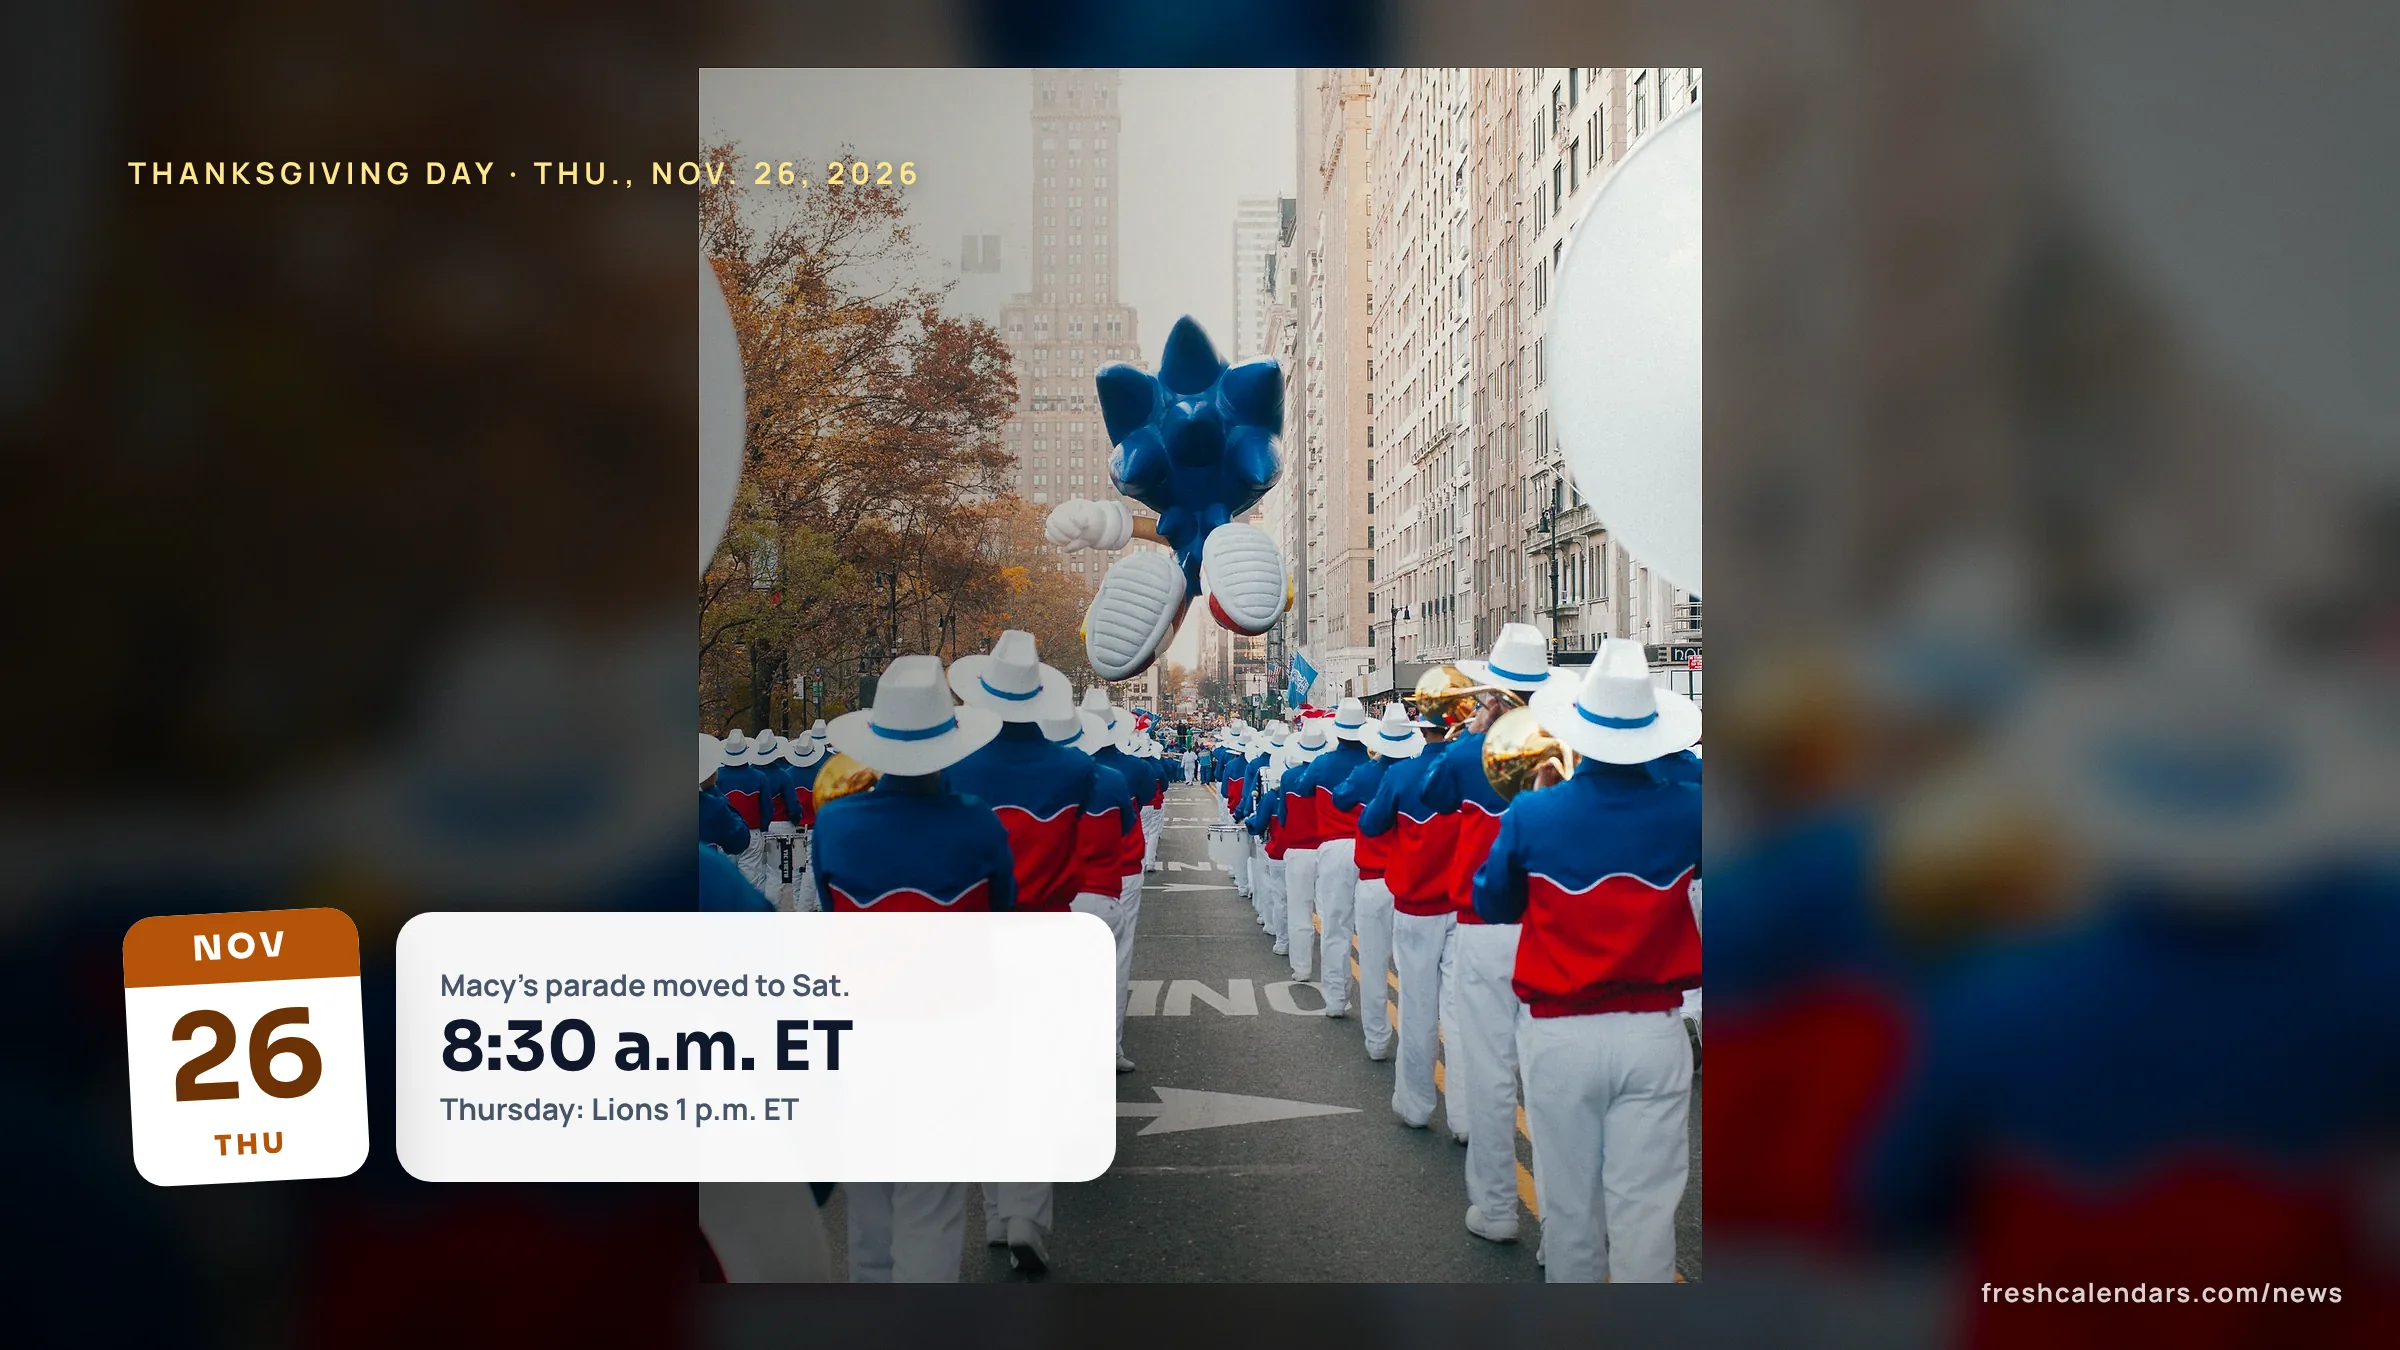 THANKSGIVING DAY · THU., NOV. 26, 2026
NOV
26
THU
Macy's parade moved to Sat.
8:30 a.m. ET
Thursday: Lions 1 p.m. ET
freshcalendars.com/news